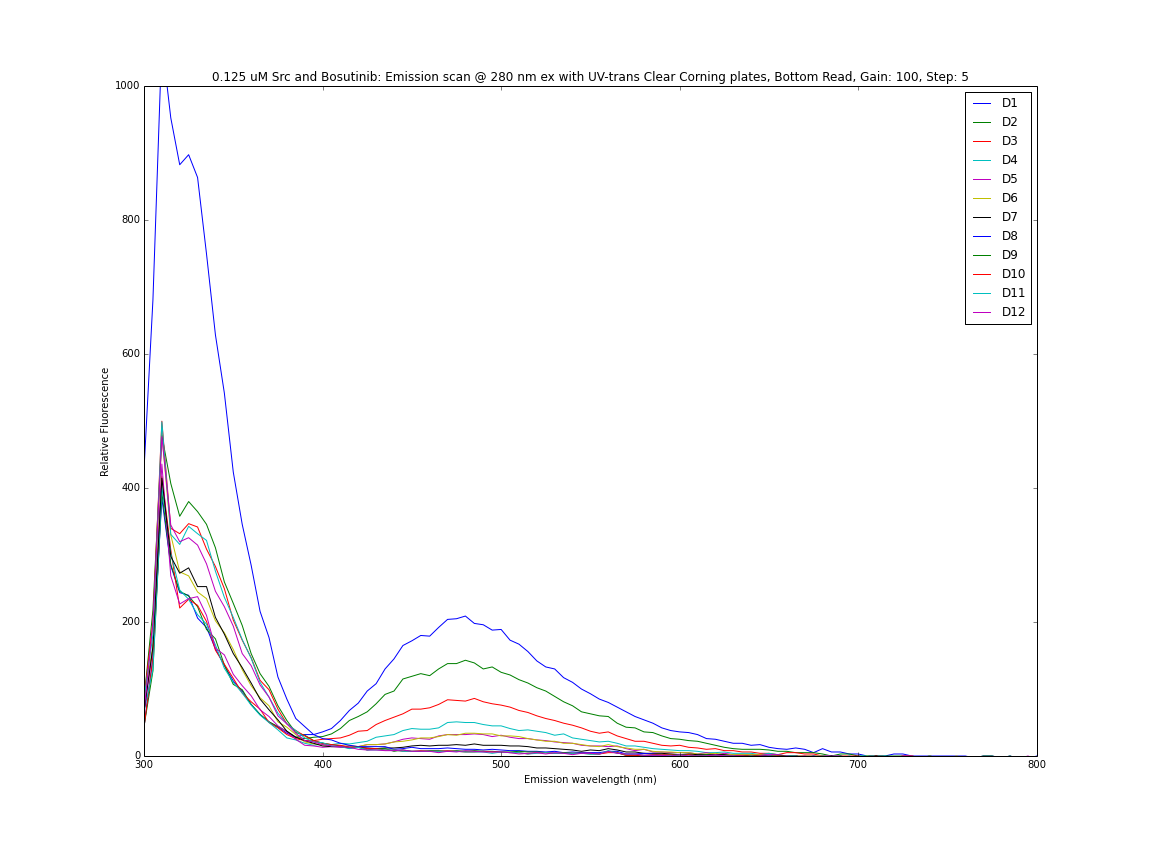 0.125 uM Src and Bosutinib: Emission scan @ 280 nm ex with UV-trans Clear Corning plates, Bottom Read, Gain: 100, Step: 5
1000
800
600
400
200
0
Relative Fluorescence
300
400
500
600
700
800
Emission wavelength (nm)
D1
D2
D3
D4
D5
D6
D7
D8
D9
D10
D11
D12